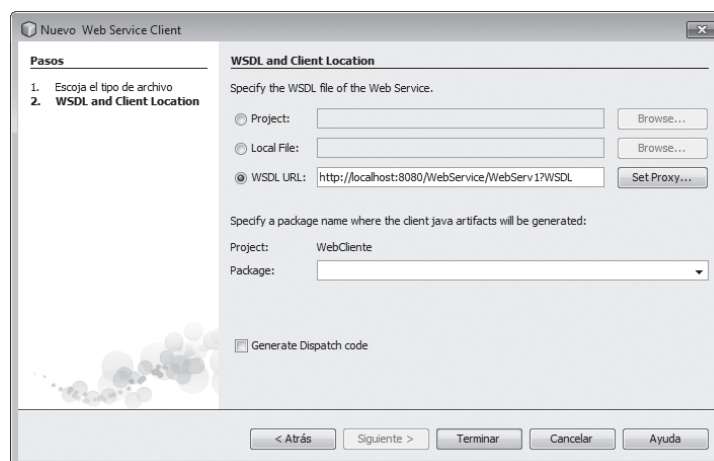 Nuevo Web Service Client
Pasos
1. Escoja el tipo de archivo
2. WSDL and Client Location
WSDL and Client Location
Specify the WSDL file of the Web Service.
Project:
Browse...
Local File:
Browse...
WSDL URL:
http://localhost:8080/WebService/WebServ1?WSDL
Set Proxy...
Specify a package name where the client java artifacts will be generated:
Project: WebCliente
Package:
Generate Dispatch code
< Atrás
Siguiente >
Terminar
Cancelar
Ayuda